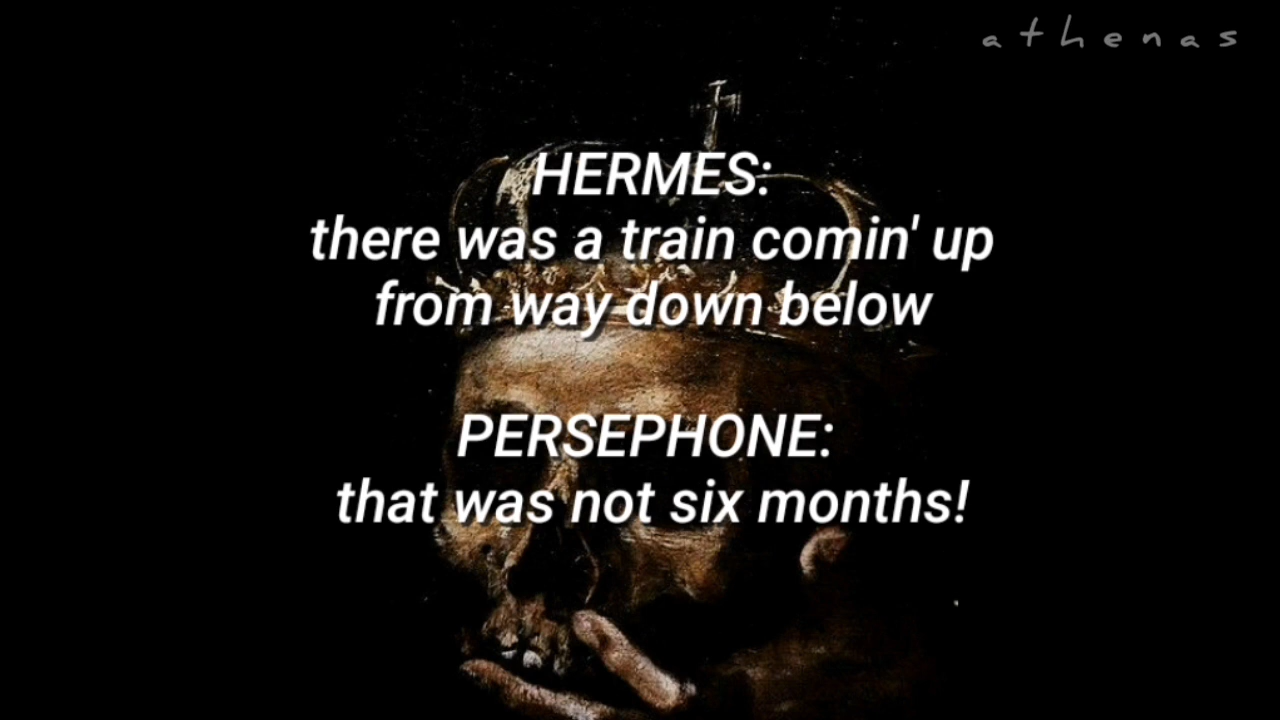 athenas
HERMES:
there was a train comin' up
from way down below
PERSEPHONE:
that was not six months!